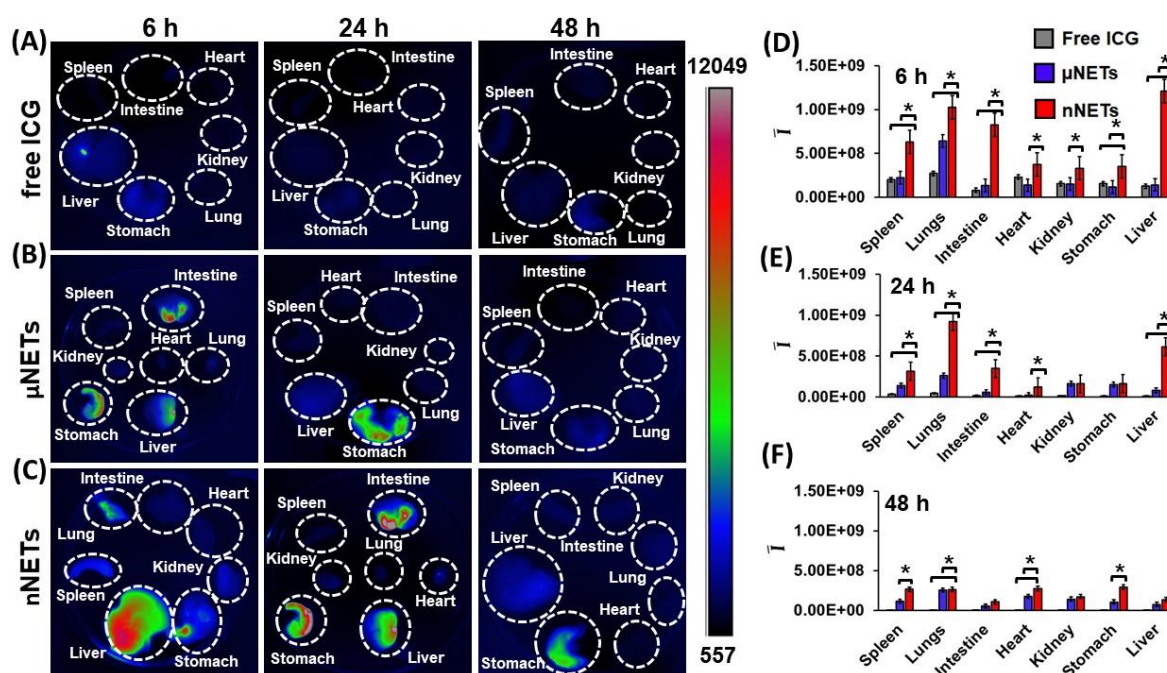 6 h
24 h
48 h
(A)
free ICG
Spleen
Intestine
Heart
Kidney
Liver
Stomach
Lung
Spleen
Intestine
Heart
Kidney
Liver
Stomach
Lung
Intestine
Heart
Spleen
Kidney
Liver
Stomach
Lung
(B)
µNETs
Spleen
Intestine
Kidney
Heart
Lung
Stomach
Liver
Heart
Intestine
Spleen
Kidney
Liver
Stomach
Lung
Intestine
Heart
Spleen
Kidney
Liver
Stomach
Lung
(C)
nNETs
Intestine
Heart
Lung
Spleen
Kidney
Liver
Stomach
Spleen
Intestine
Kidney
Lung
Heart
Stomach
Liver
Spleen
Kidney
Liver
Intestine
Lung
Heart
Stomach
12049
557
(D)
Free ICG
µNETs
nNETs
6 h
1.50E+09
1.00E+09
5.00E+08
0.00E+00
Ī
* * * * * * *
Spleen
Lungs
Intestine
Heart
Kidney
Stomach
Liver
(E)
24 h
1.50E+09
1.00E+09
5.00E+08
0.00E+00
Ī
* * * * *
Spleen
Lungs
Intestine
Heart
Kidney
Stomach
Liver
(F)
48 h
1.50E+09
1.00E+09
5.00E+08
0.00E+00
Ī
* * * *
Spleen
Lungs
Intestine
Heart
Kidney
Stomach
Liver